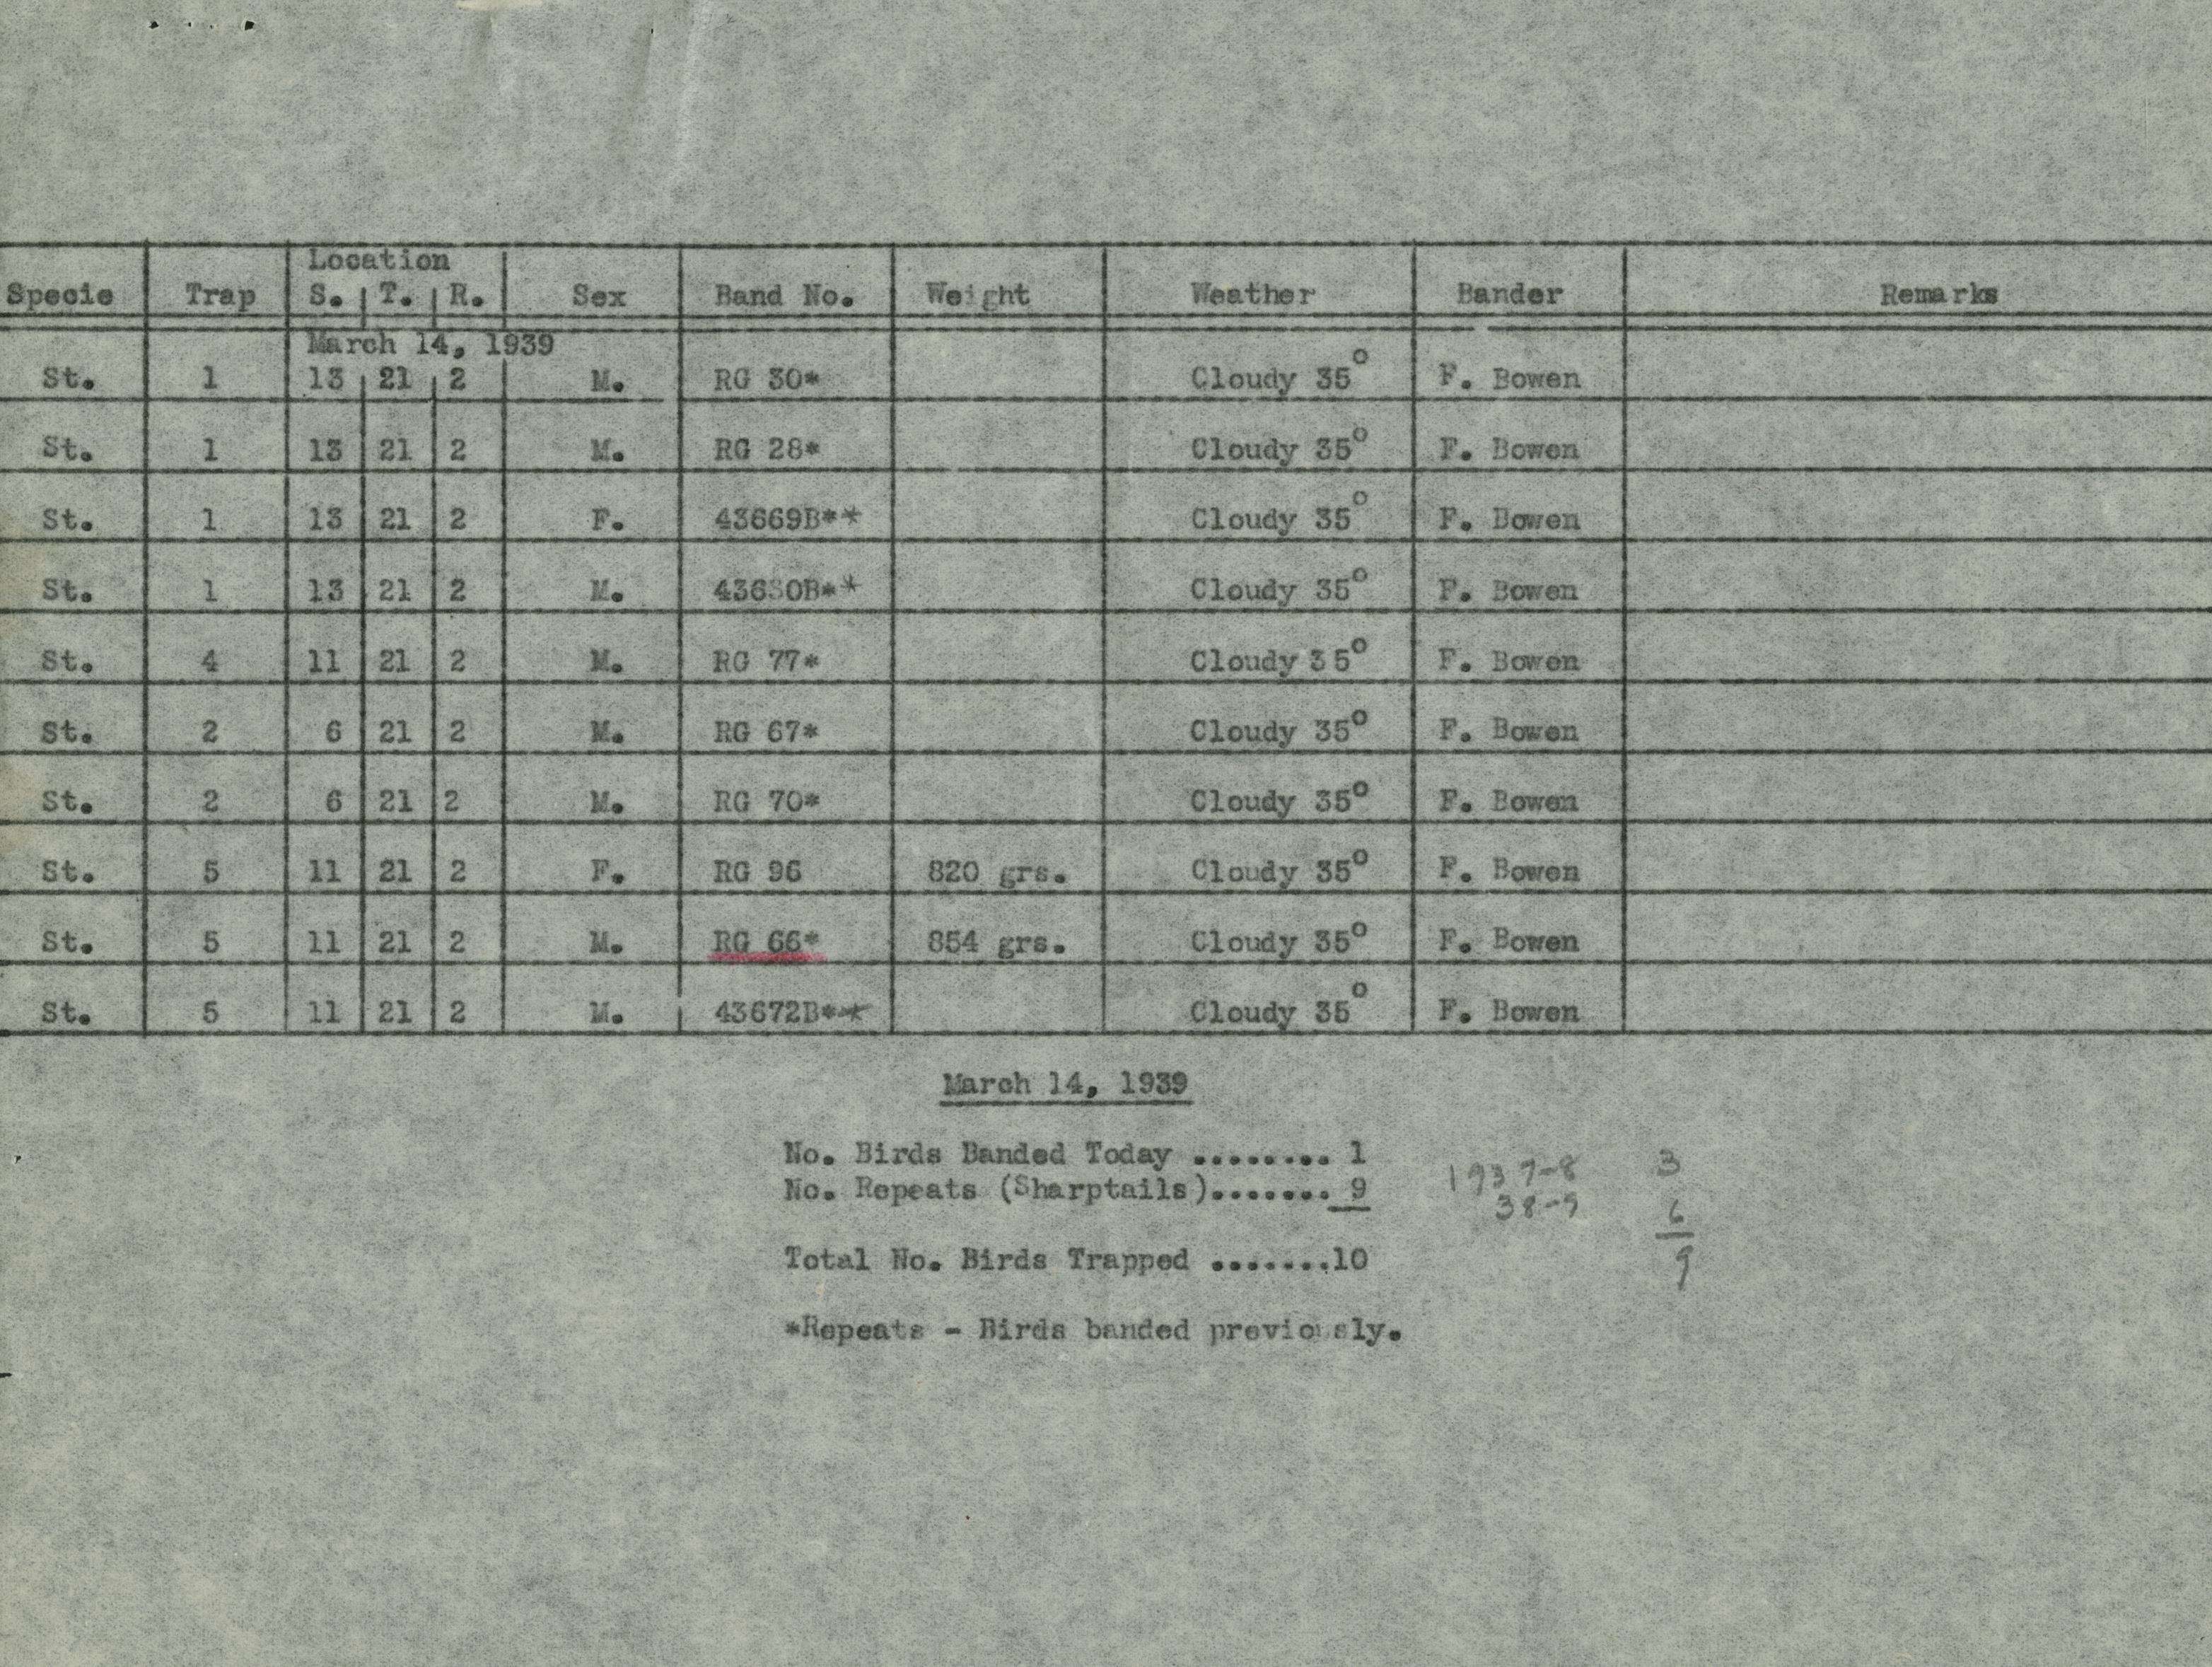 Location
Specie Trap S. T. R. Sex Band No. Weight Weather Bander Remarks
March 14, 1939
St. 1 13 21 2 M. RG 30* Cloudy 35° F. Bowen
St. 1 13 21 2 M. RG 28* Cloudy 35° F. Bowen
St. 1 13 21 2 F. 43669B** Cloudy 35° F. Bowen
St. 1 13 21 2 M. Cloudy 35° F. Bowen
St. 4 11 21 2 M. RG 77* Cloudy 35° F. Bowen
St. 2 6 21 2 M. RG 67* Cloudy 35° F. Bowen
St. 2 6 21 2 M. RG 70* Cloudy 35° F. Bowen
St. 5 11 21 2 F. RG 96 820 grs. Cloudy 35° F. Bowen
St. 5 11 21 2 M. RG 66* 854 grs. Cloudy 35° F. Bowen
St. 5 11 21 2 M. 43672B** Cloudy 35° F. Bowen
March 14, 1939
No. Birds Banded Today ........ 1
No. Repeats (Sharptails)....... 9
Total No. Birds Trapped .......10
*Repeats - Birds banded previously.
1937-8 3
38-9 6
9